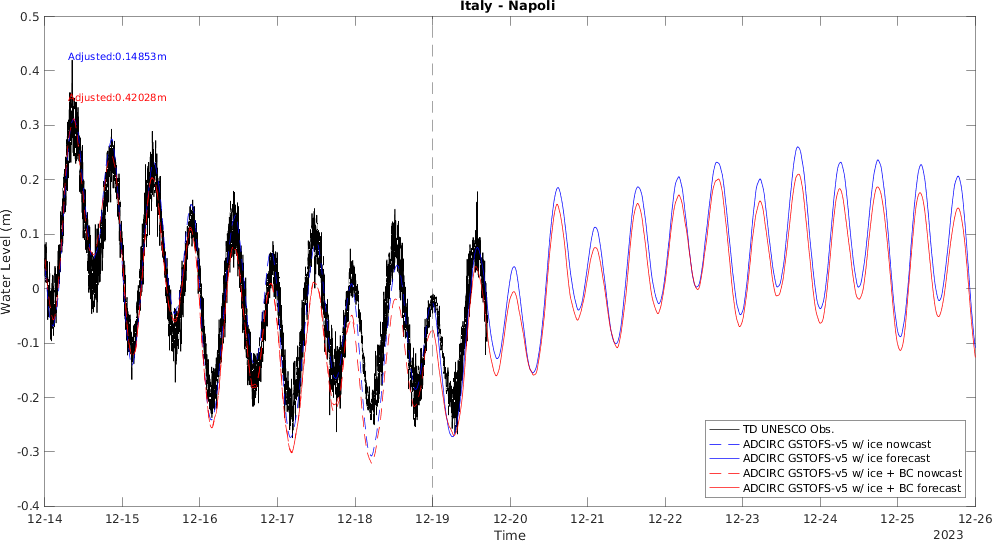 Italy - Napoli
Adjusted:0.14853m
Adjusted:0.42028m
Water Level (m)
0.5
0.4
0.3
0.2
0.1
0
-0.1
-0.2
-0.3
-0.4
TD UNESCO Obs.
ADCIRC GSTOFS-v5 w/ ice nowcast
ADCIRC GSTOFS-v5 w/ ice forecast
ADCIRC GSTOFS-v5 w/ ice + BC nowcast
ADCIRC GSTOFS-v5 w/ ice + BC forecast
12-14 12-15 12-16 12-17 12-18 12-19 12-20 12-21 12-22 12-23 12-24 12-25 12-26
Time
2023